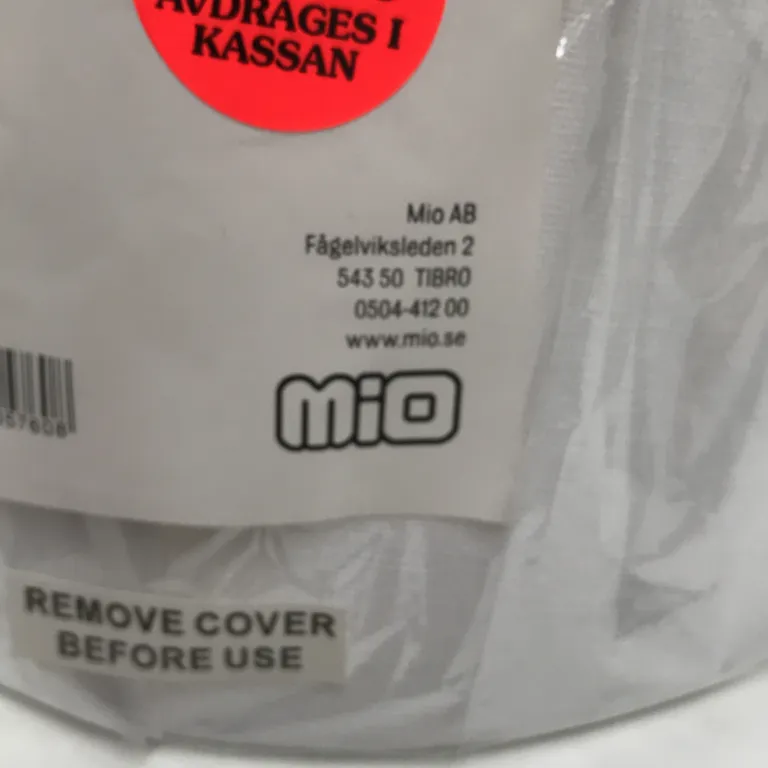 AVDRAGES I
KASSAN
Mio AB
Fågelviksleden 2
543 50 TIBRO
0504-412 00
www.mio.se
mio
REMOVE COVER
BEFORE USE